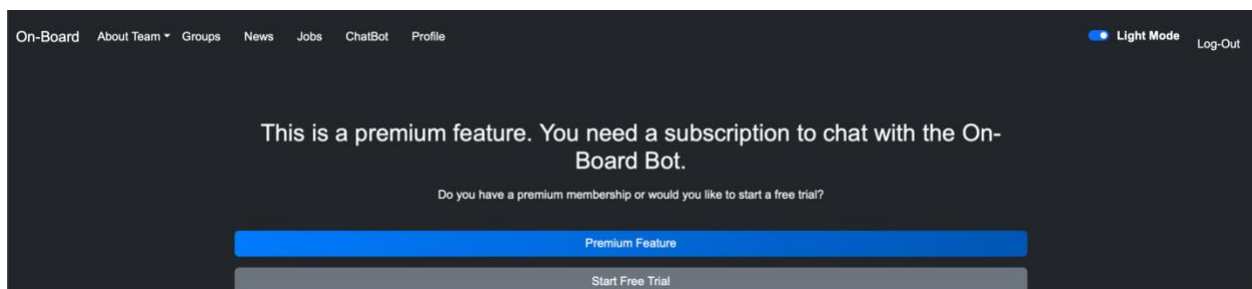 On-Board About Team Groups News Jobs ChatBot Profile Light Mode Log-Out
This is a premium feature. You need a subscription to chat with the On-
Board Bot.
Do you have a premium membership or would you like to start a free trial?
Premium Feature
Start Free Trial